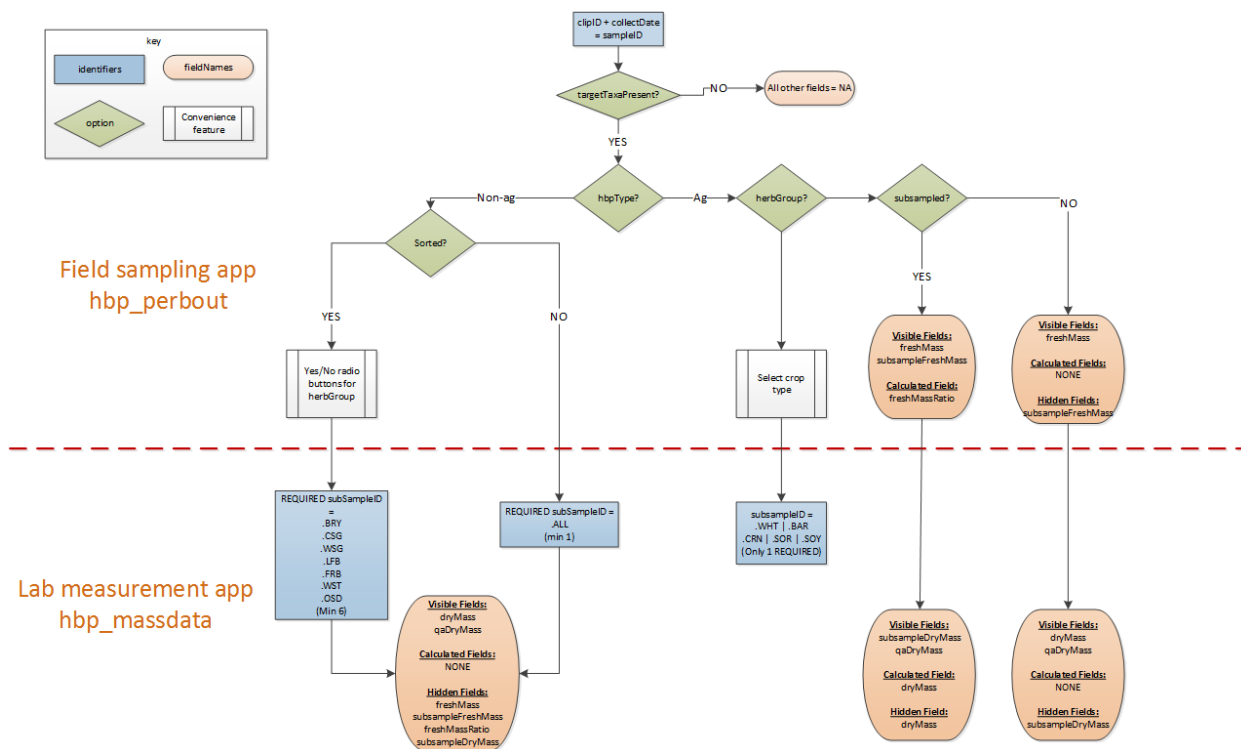 key
identifiers
fieldNames
option
Convenience
feature
clipID + collectDate
= sampleID
targetTaxaPresent?
NO
All other fields = NA
YES
Non-ag
hbpType?
Ag
herbGroup?
subsampled?
NO
Sorted?
Field sampling app
hbp_perbout
YES
NO
YES
Yes/No radio
buttons for
herbGroup
Select crop
type
Visible Fields:
freshMass
subsampleFreshMass
Calculated Field:
freshMassRatio
Visible Fields:
freshMass
Calculated Fields:
NONE
Hidden Fields:
subsampleFreshMass
Lab measurement app
hbp_massdata
REQUIRED subSampleID
=
.BRY
.CSG
.WSG
.LFB
.FRB
.WST
.OSD
(Min 6)
REQUIRED subSampleID =
.ALL
(min 1)
subsampleID =
.WHT | .BAR
.CRN | .SOR | .SOY
(Only 1 REQUIRED)
Visible Fields:
dryMass
qaDryMass
Calculated Fields:
NONE
Hidden Fields:
freshMass
subsampleFreshMass
freshMassRatio
subsampleDryMass
Visible Fields:
subsampleDryMass
qaDryMass
Calculated Field:
dryMass
Hidden Field:
dryMass
Visible Fields:
dryMass
qaDryMass
Calculated Fields:
NONE
Hidden Fields:
subsampleDryMass